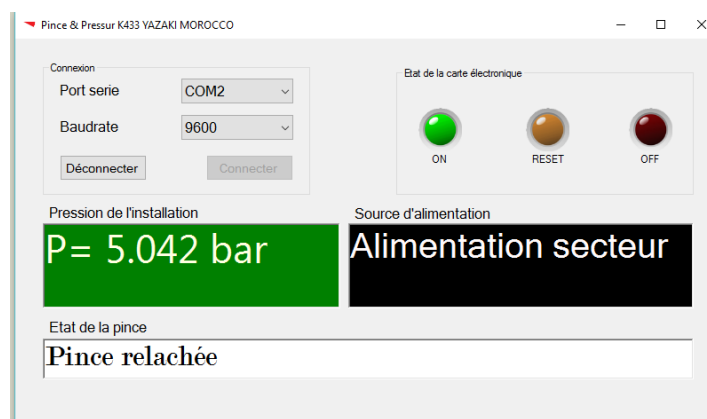 Pince & Pressur K433 YAZAKI MOROCCO
Connexion
Port serie COM2
Baudrate 9600
Déconnecter Connecter
Etat de la carte électronique
ON RESET OFF
Pression de l'installation
P= 5.042 bar
Source d'alimentation
Alimentation secteur
Etat de la pince
Pince relachée